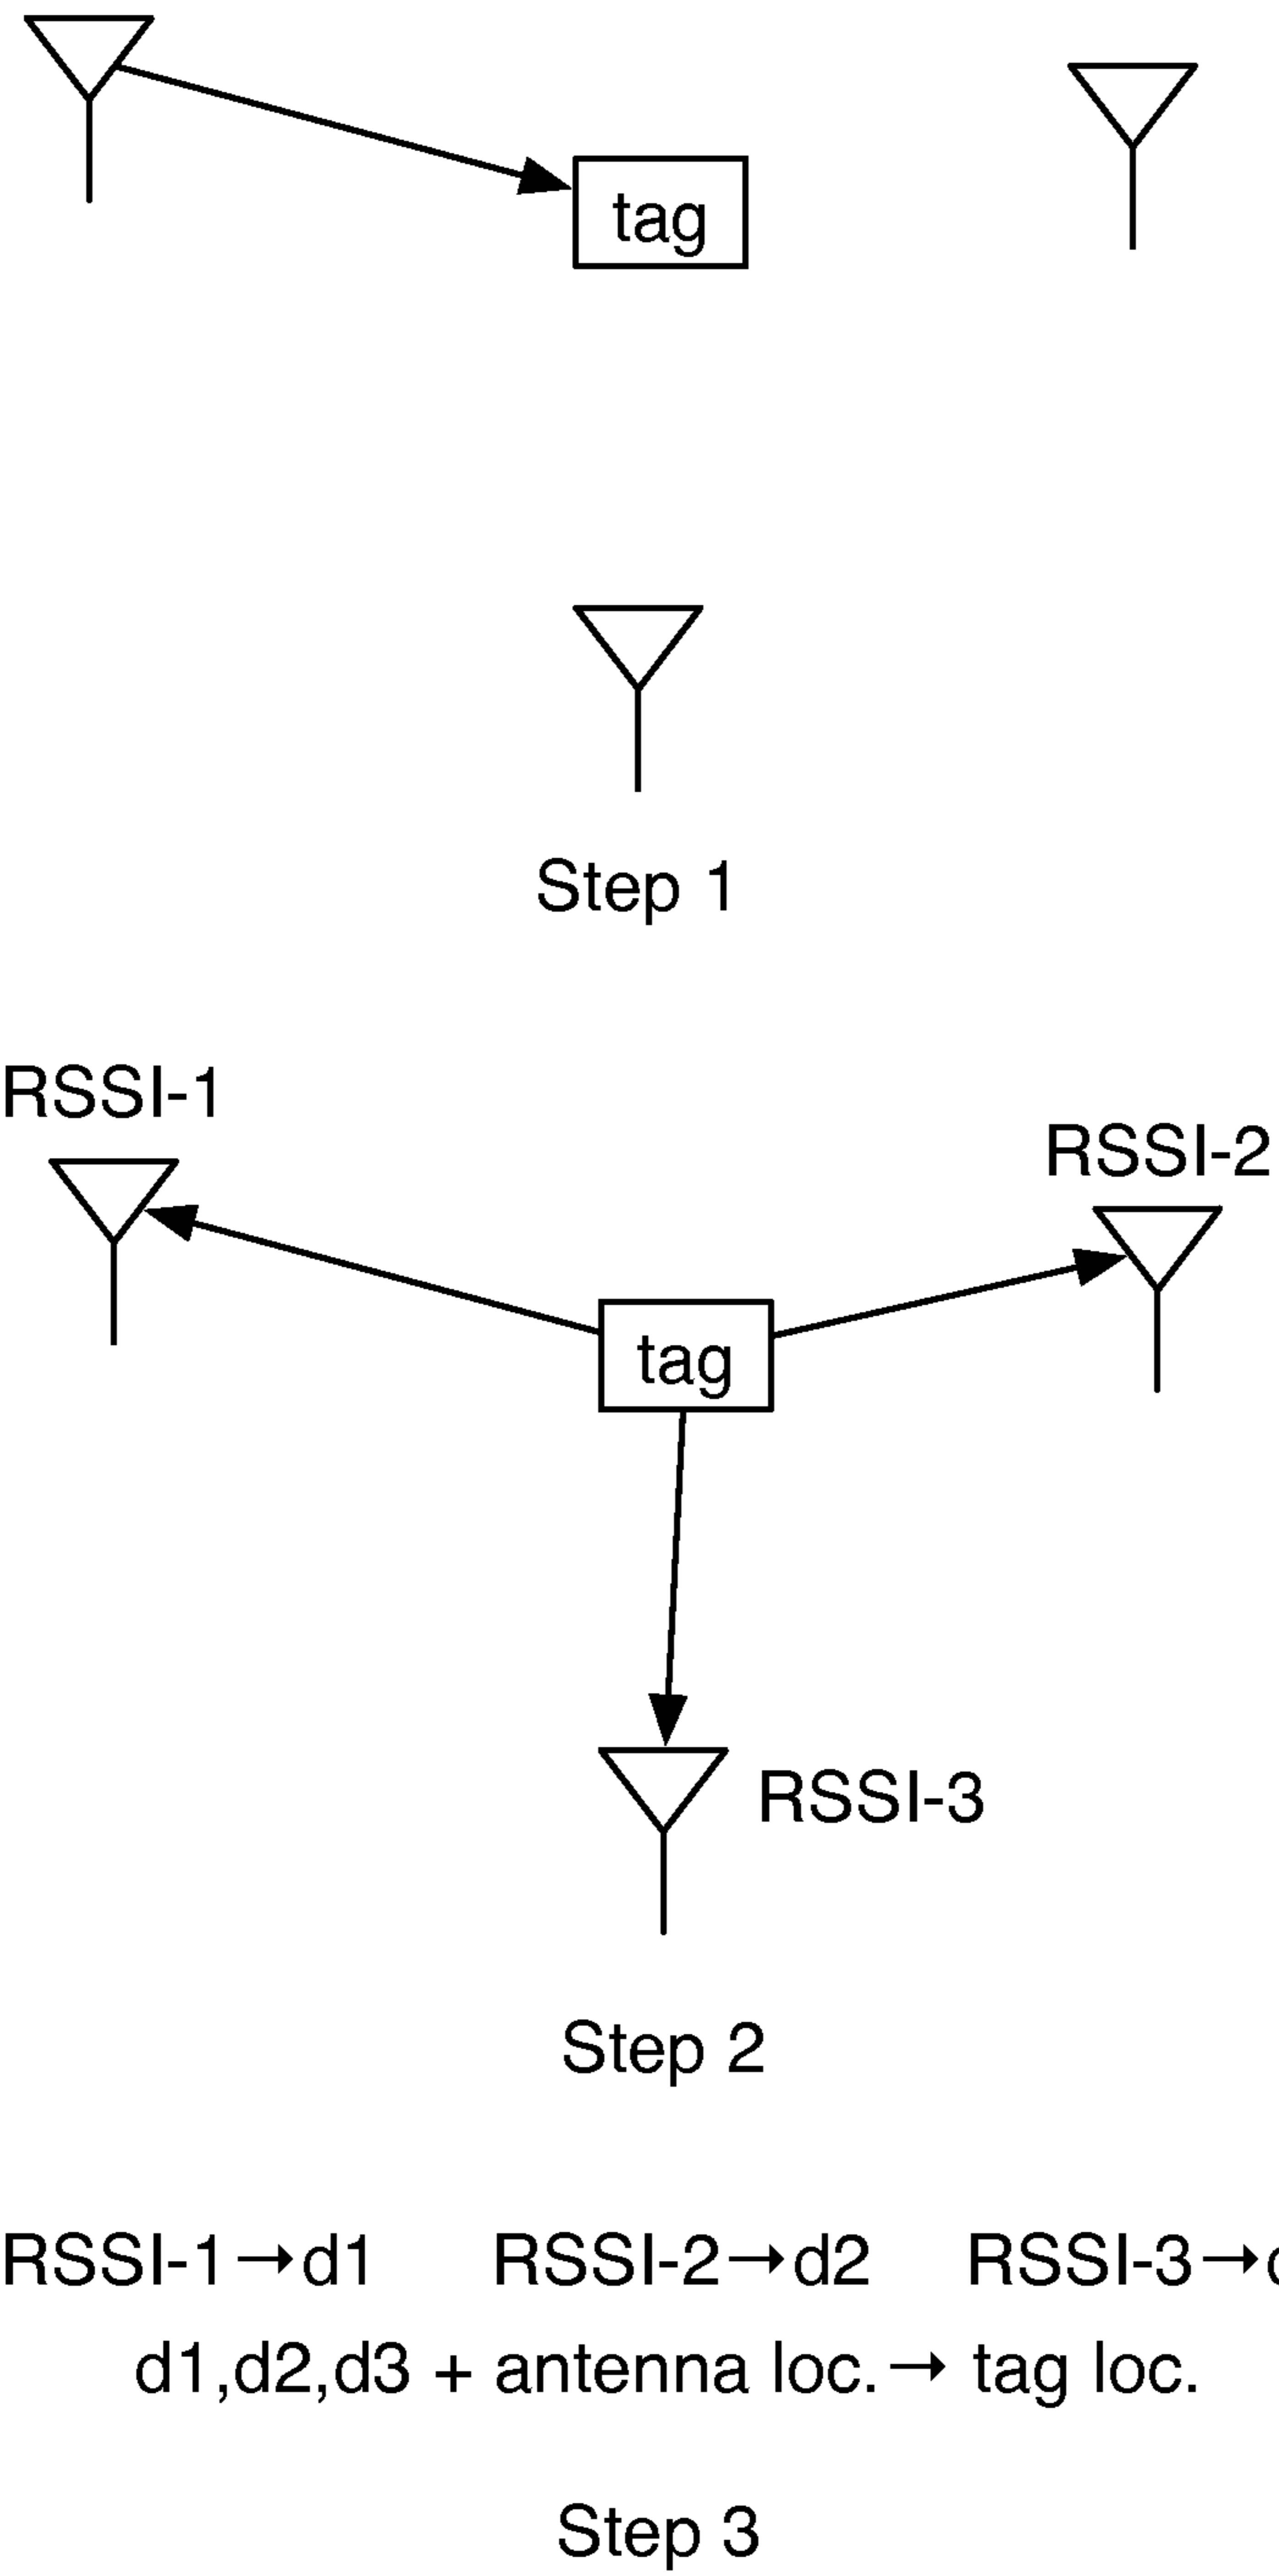 tag
Step 1
RSSI-1
RSSI-2
tag
RSSI-3
Step 2
RSSI-1→d1 RSSI-2→d2 RSSI-3→
d1,d2,d3 + antenna loc.→ tag loc.
Step 3